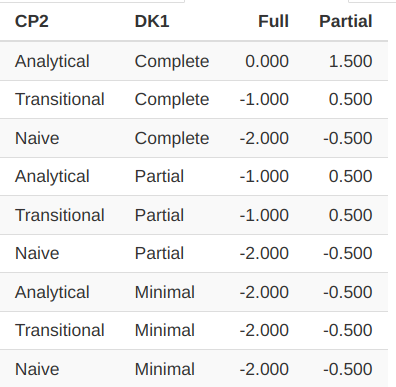 CP2 DK1 Full Partial
Analytical Complete 0.000 1.500
Transitional Complete -1.000 0.500
Naive Complete -2.000 -0.500
Analytical Partial -1.000 0.500
Transitional Partial -1.000 0.500
Naive Partial -2.000 -0.500
Analytical Minimal -2.000 -0.500
Transitional Minimal -2.000 -0.500
Naive Minimal -2.000 -0.500